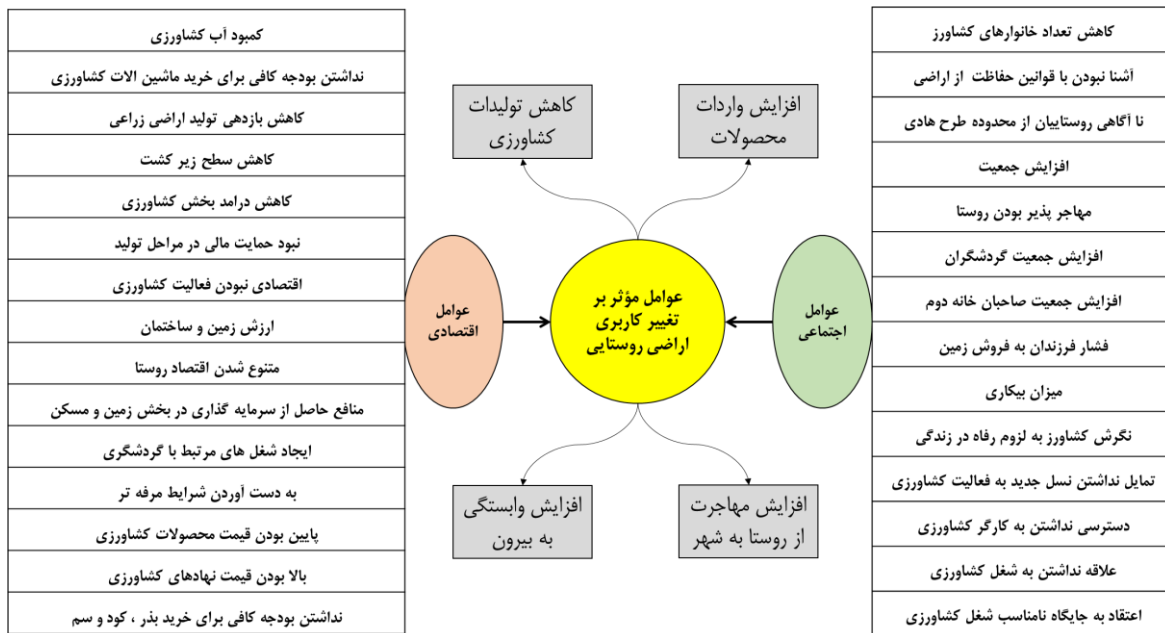 کاهش تعداد خانوارهای کشاورز
آشنا نبودن با قوانین حفاظت از اراضی
نا آگاهی روستاییان از محدوده طرح هادی
افزایش جمعیت
مهاجر پذیر بودن روستا
افزایش جمعیت گردشگران
افزایش جمعیت صاحبان خانه دوم
فشار فرزندان به فروش زمین
میزان بیکاری
نگرش کشاورز به لزوم رفاه در زندگی
تمایل نداشتن نسل جدید به فعالیت کشاورزی
دسترسی نداشتن به کارگر کشاورزی
علاقه نداشتن به شغل کشاورزی
اعتقاد به جایگاه نامناسب شغل کشاورزی
عوامل
اجتماعی
افزایش واردات
محصولات
کاهش تولیدات
کشاورزی
عوامل مؤثر بر
تغییر کاربری
اراضی روستایی
افزایش مهاجرت
از روستا به شهر
افزایش وابستگی
به بیرون
عوامل
اقتصادی
کمبود آب کشاورزی
نداشتن بودجه کافی برای خرید ماشین الات کشاورزی
کاهش بازدهی تولید اراضی زراعی
کاهش سطح زیر کشت
کاهش درامد بخش کشاورزی
نبود حمایت مالی در مراحل تولید
اقتصادی نبودن فعالیت کشاورزی
ارزش زمین و ساختمان
متنوع شدن اقتصاد روستا
منافع حاصل از سرمایه گذاری در بخش زمین و مسکن
ایجاد شغل های مرتبط با گردشگری
به دست آوردن شرایط مرفه تر
پایین بودن قیمت محصولات کشاورزی
بالا بودن قیمت نهادهای کشاورزی
نداشتن بودجه کافی برای خرید بذر ، کود و سم